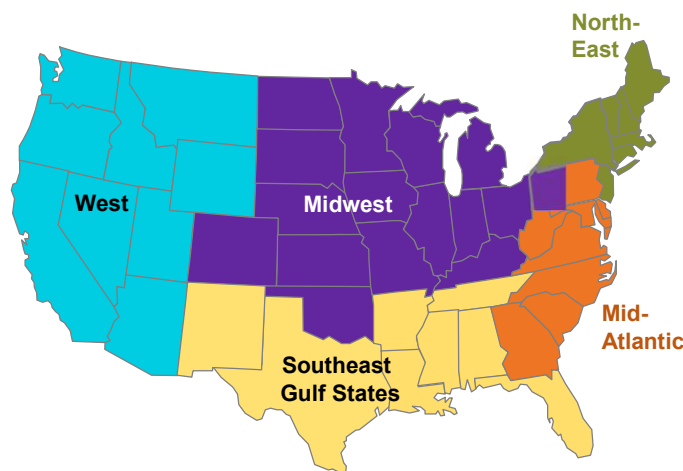 North-
East
West
Midwest
Mid-
Atlantic
Southeast
Gulf States